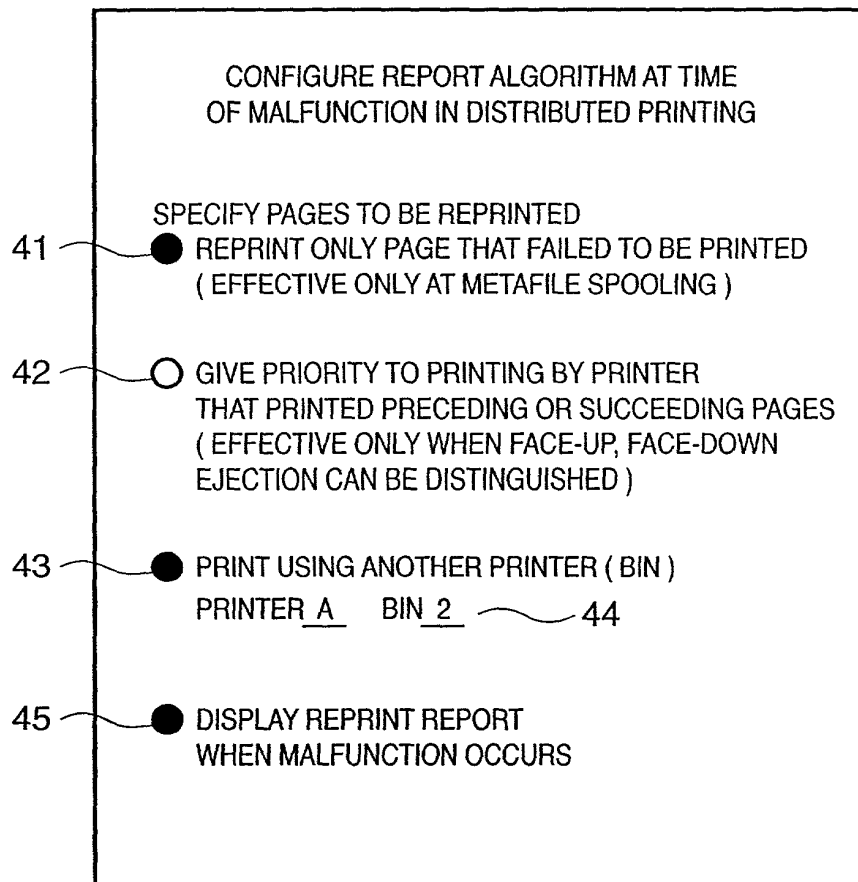 CONFIGURE REPORT ALGORITHM AT TIME
OF MALFUNCTION IN DISTRIBUTED PRINTING
SPECIFY PAGES TO BE REPRINTED
41 REPRINT ONLY PAGE THAT FAILED TO BE PRINTED
( EFFECTIVE ONLY AT METAFILE SPOOLING )
42 GIVE PRIORITY TO PRINTING BY PRINTER
THAT PRINTED PRECEDING OR SUCCEEDING PAGES
( EFFECTIVE ONLY WHEN FACE-UP, FACE-DOWN
EJECTION CAN BE DISTINGUISHED )
43 PRINT USING ANOTHER PRINTER ( BIN )
PRINTER A BIN 2 44
45 DISPLAY REPRINT REPORT
WHEN MALFUNCTION OCCURS